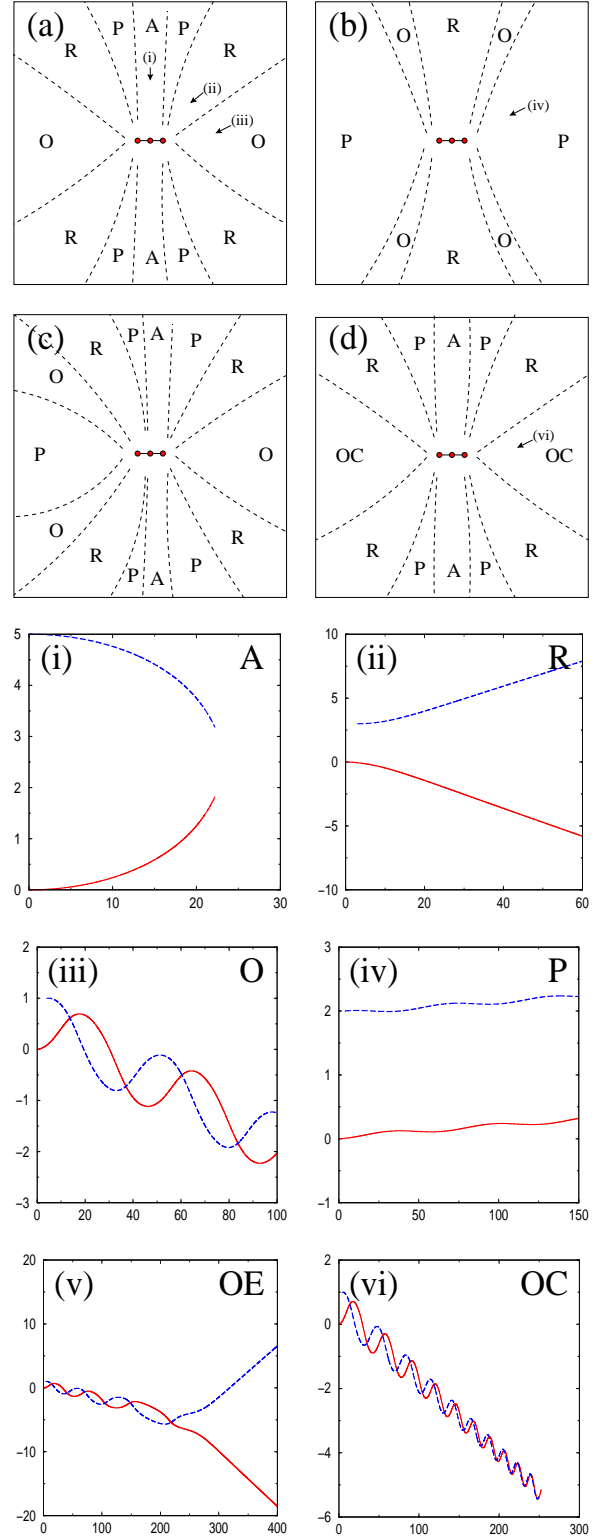 (a) R P A P R
(i)
(ii)
(iii)
O O
R P A P R
(b) O R O
(iv)
P P
O R O
(c) O R P A P R
P O
O R P A P R
(d) R P A P R
(vi)
OC OC
R P A P R
(i) A
5
4
3
2
1
0
0 10 20 30
(ii) R
10
5
0
−5
−10
0 20 40 60
(iii) O
2
1
0
−1
−2
−3
0 20 40 60 80 100
(iv) P
3
2
1
0
−1
0 50 100 150
(v) OE
20
10
0
−10
−20
0 100 200 300 400
(vi) OC
2
0
−2
−4
−6
0 100 200 300